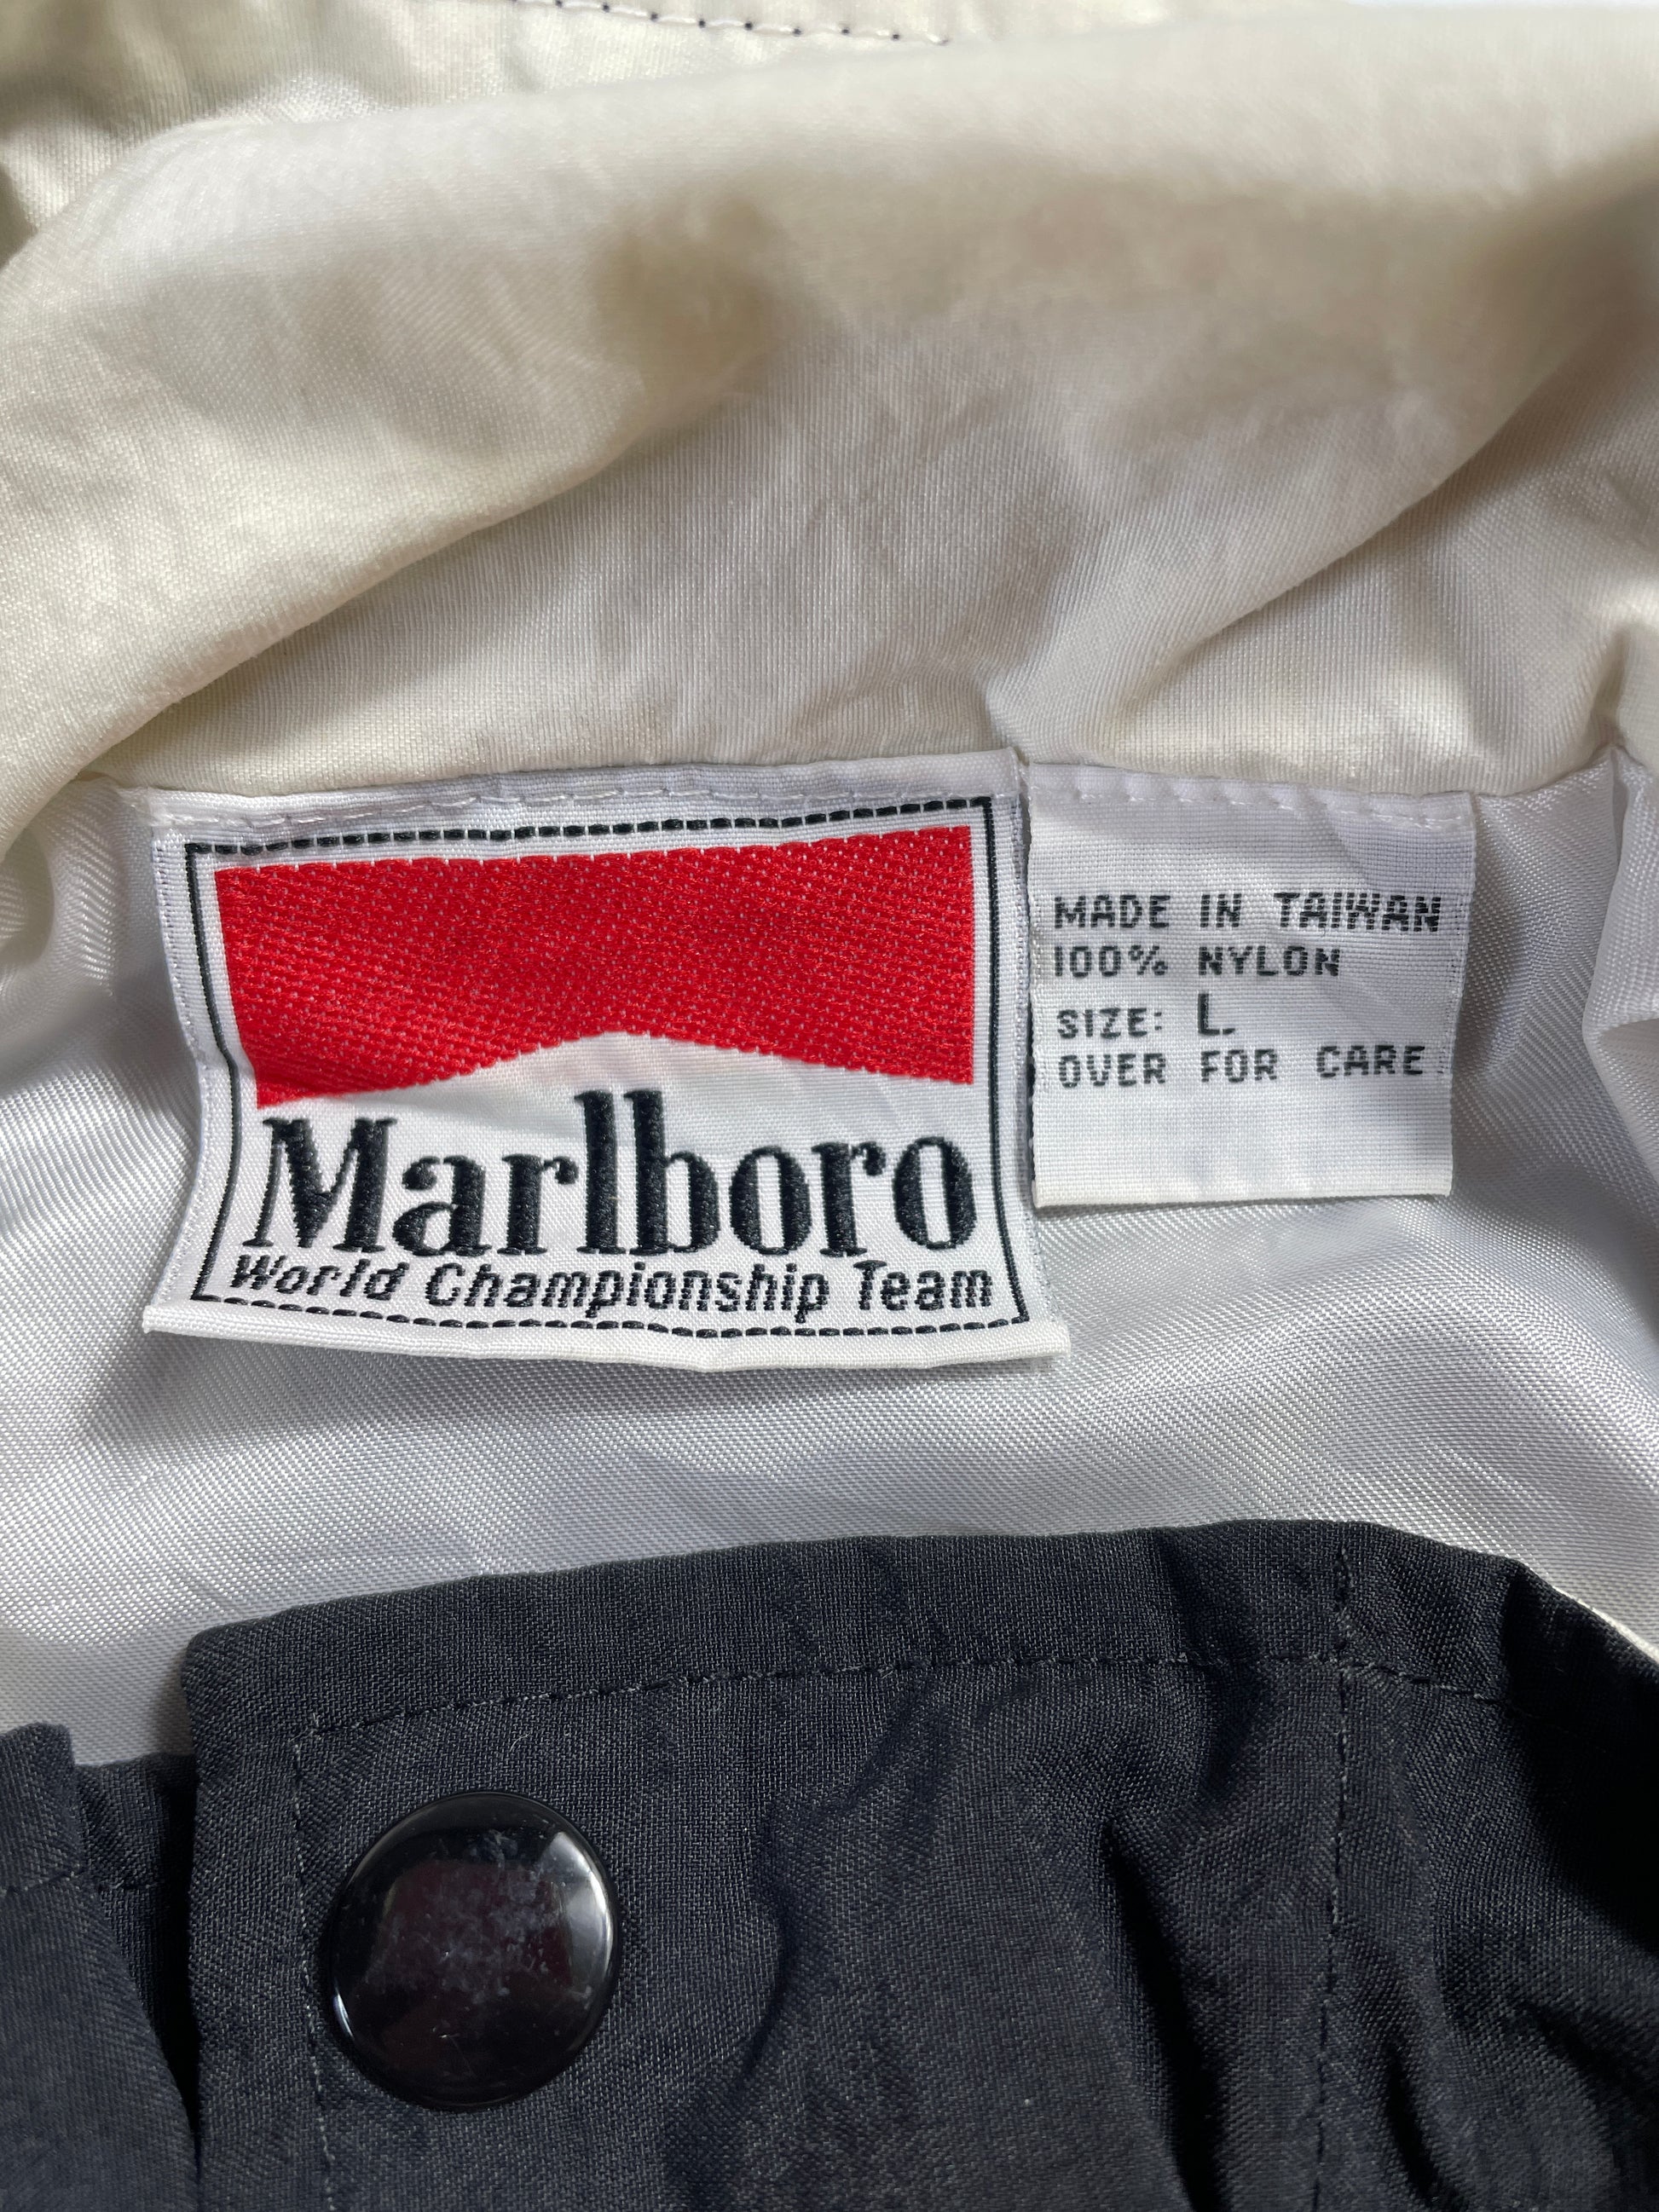 Marlboro
World Championship Team
MADE IN TAIWAN
100% NYLON
SIZE: L.
OVER FOR CARE